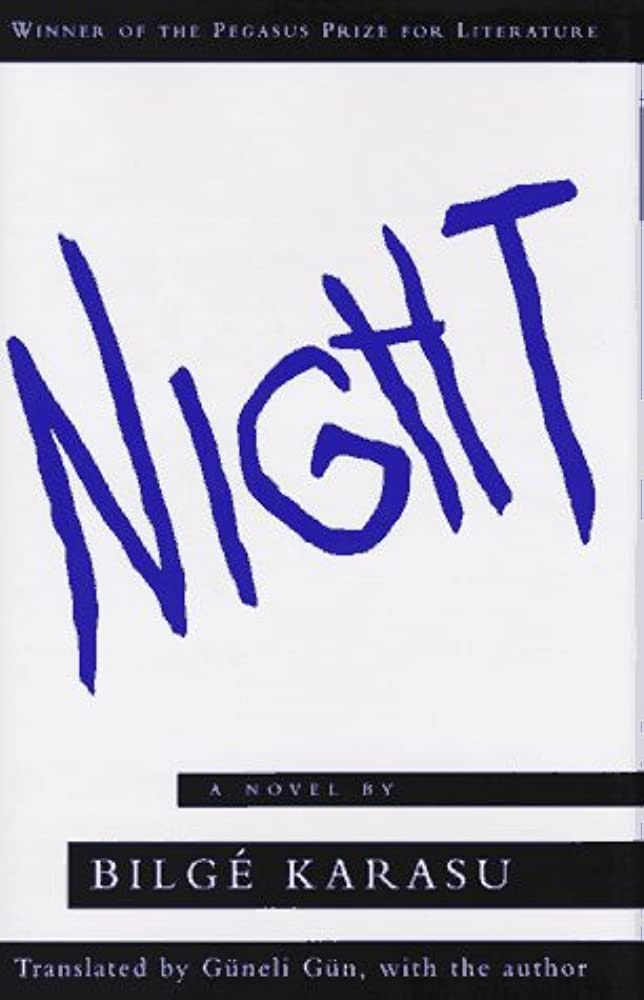 WINNER OF THE PEGASUS PRIZE FOR LITERATURE
NIGHT
A NOVEL BY
BILGÉ KARASU
Translated by Güneli Gün, with the author